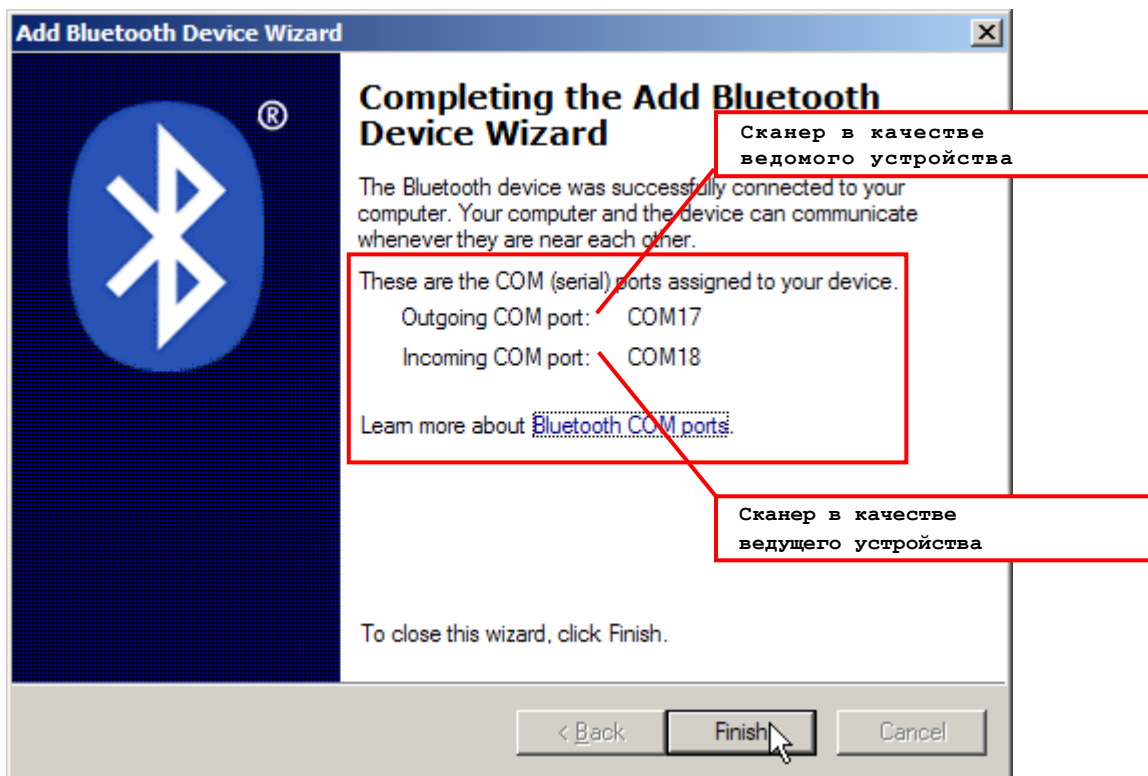 Add Bluetooth Device Wizard
®
Completing the Add Bluetooth
Device Wizard
Сканер в качестве
ведомого устройства
The Bluetooth device was successfully connected to your
computer. Your computer and the device can communicate
whenever they are near each other.
These are the COM (serial) ports assigned to your device.
Outgoing COM port: COM17
Incoming COM port: COM18
Learn more about Bluetooth COM ports.
Сканер в качестве
ведущего устройства
To close this wizard, click Finish.
< Back Finish Cancel